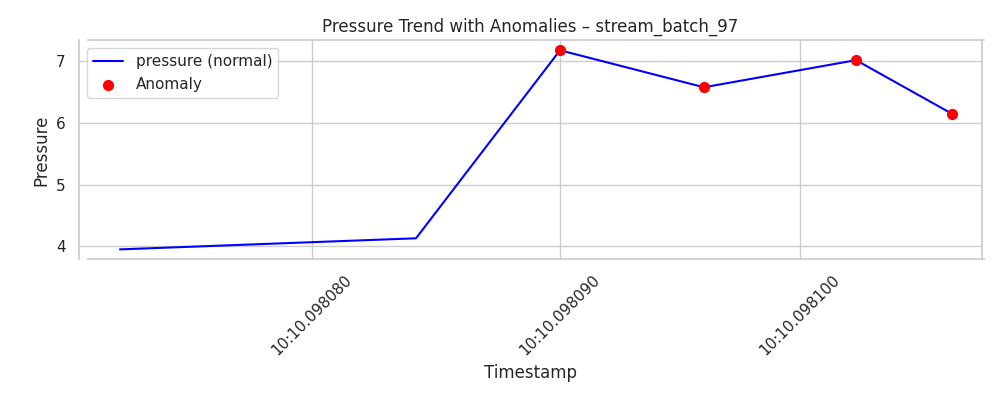 Pressure Trend with Anomalies – stream_batch_97
pressure (normal)
Anomaly
Pressure
7
6
5
4
10:10.098080
10:10.098090
10:10.098100
Timestamp